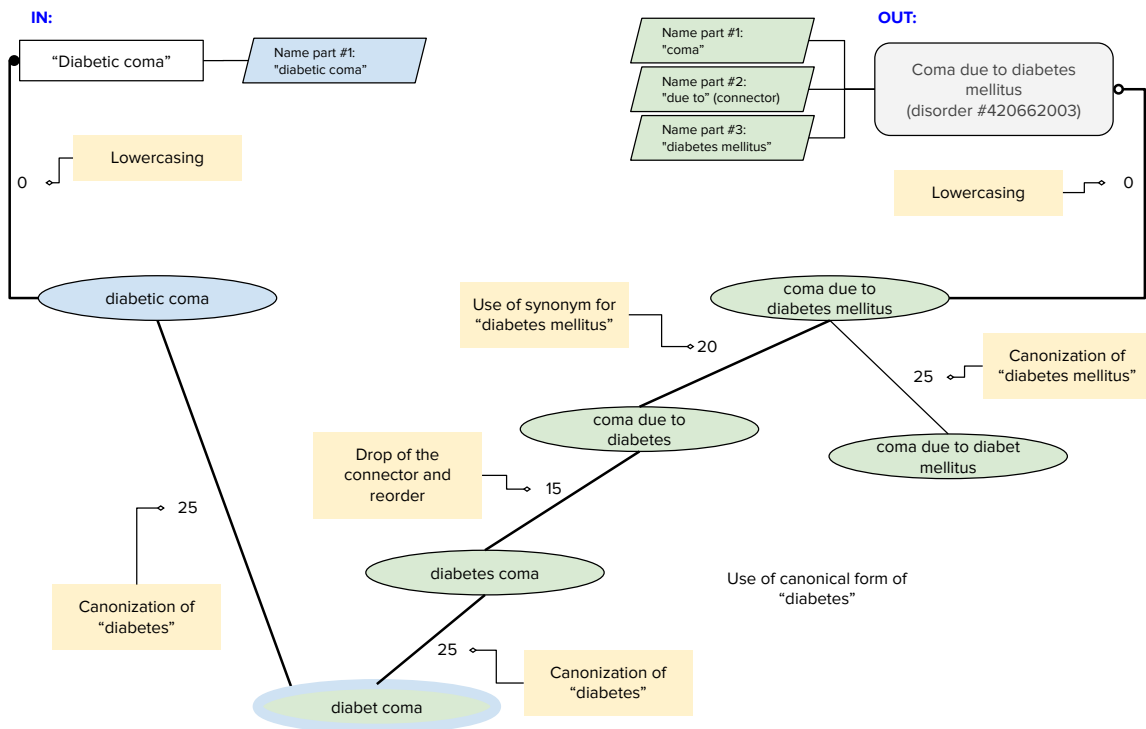 IN:
OUT:
“Diabetic coma”
Name part #1:
"diabetic coma”
Name part #1:
"coma”
Name part #2:
"due to” (connector)
Name part #3:
"diabetes mellitus”
Coma due to diabetes
mellitus
(disorder #420662003)
Lowercasing
0
Lowercasing
0
diabetic coma
coma due to
diabetes mellitus
Use of synonym for
“diabetes mellitus”
20
25
Canonization of
“diabetes mellitus”
coma due to
diabetes
coma due to diabet
mellitus
Drop of the
connector and
reorder
15
25
diabetes coma
Use of canonical form of
“diabetes”
Canonization of
“diabetes”
25
Canonization of
“diabetes”
diabet coma